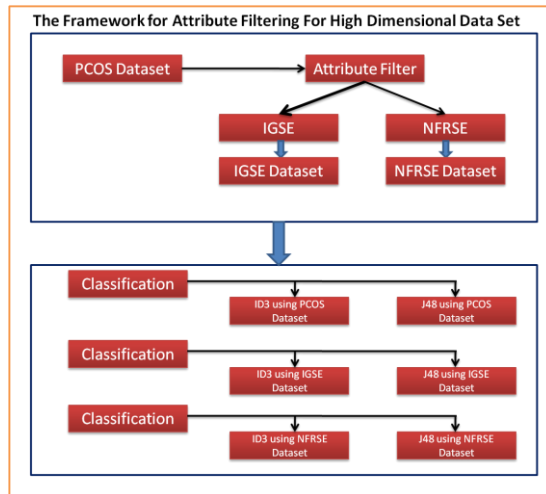 The Framework for Attribute Filtering For High Dimensional Data Set
PCOS Dataset
Attribute Filter
IGSE
NFRSE
IGSE Dataset
NFRSE Dataset
Classification
ID3 using PCOS
Dataset
J48 using PCOS
Dataset
Classification
ID3 using IGSE
Dataset
J48 using IGSE
Dataset
Classification
ID3 using NFRSE
Dataset
J48 using NFRSE
Dataset